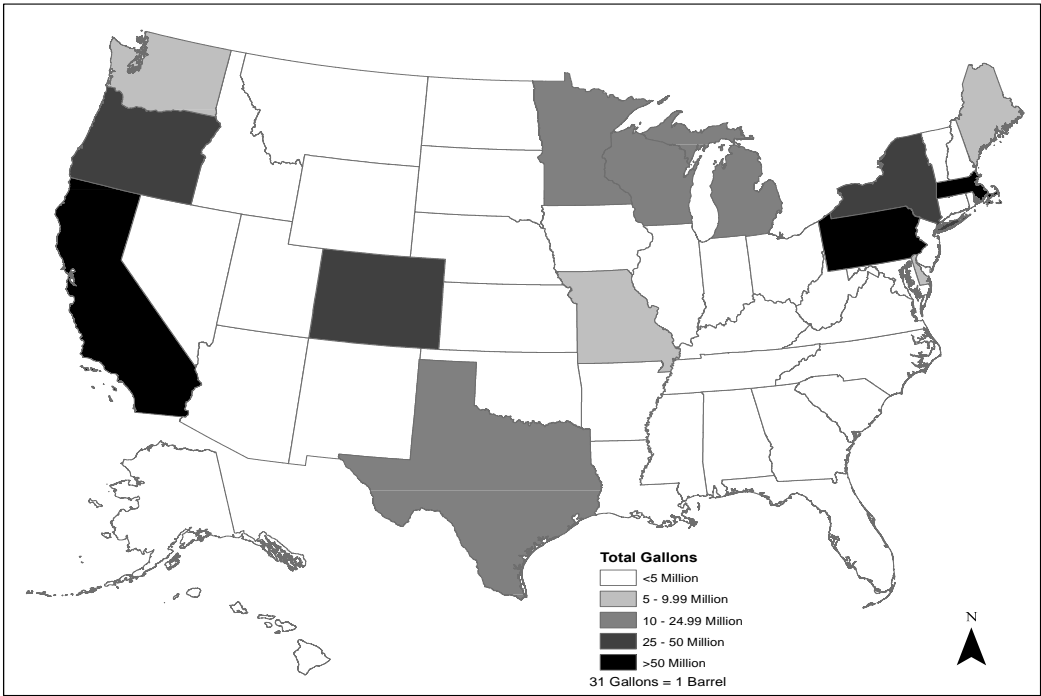 Total Gallons
<5 Million
5 - 9.99 Million
10 - 24.99 Million
25 - 50 Million
>50 Million
31 Gallons = 1 Barrel
N